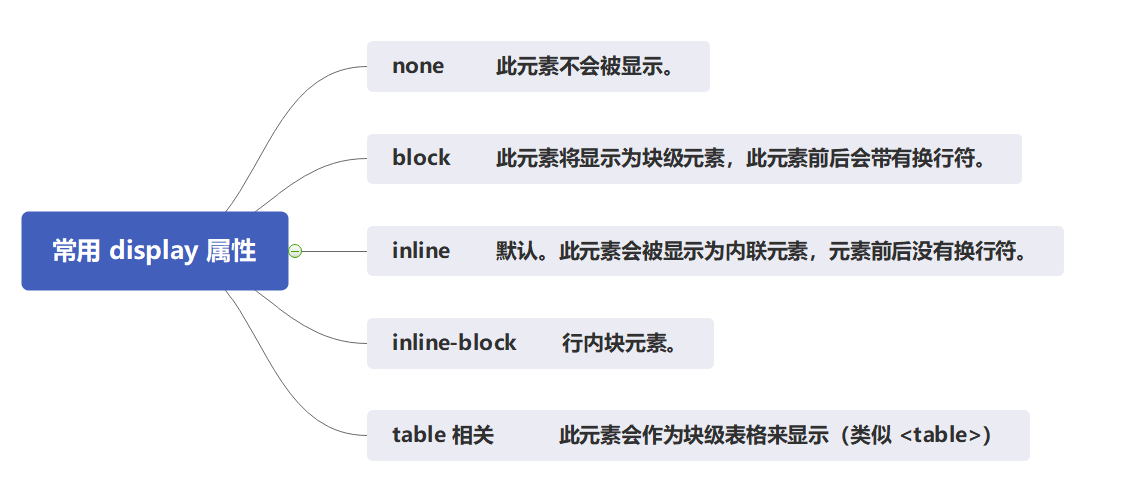 常用 display 属性
none 此元素不会被显示。
block 此元素将显示为块级元素，此元素前后会带有换行符。
inline 默认。此元素会被显示为内联元素，元素前后没有换行符。
inline-block 行内块元素。
table 相关 此元素会作为块级表格来显示（类似 <table>）